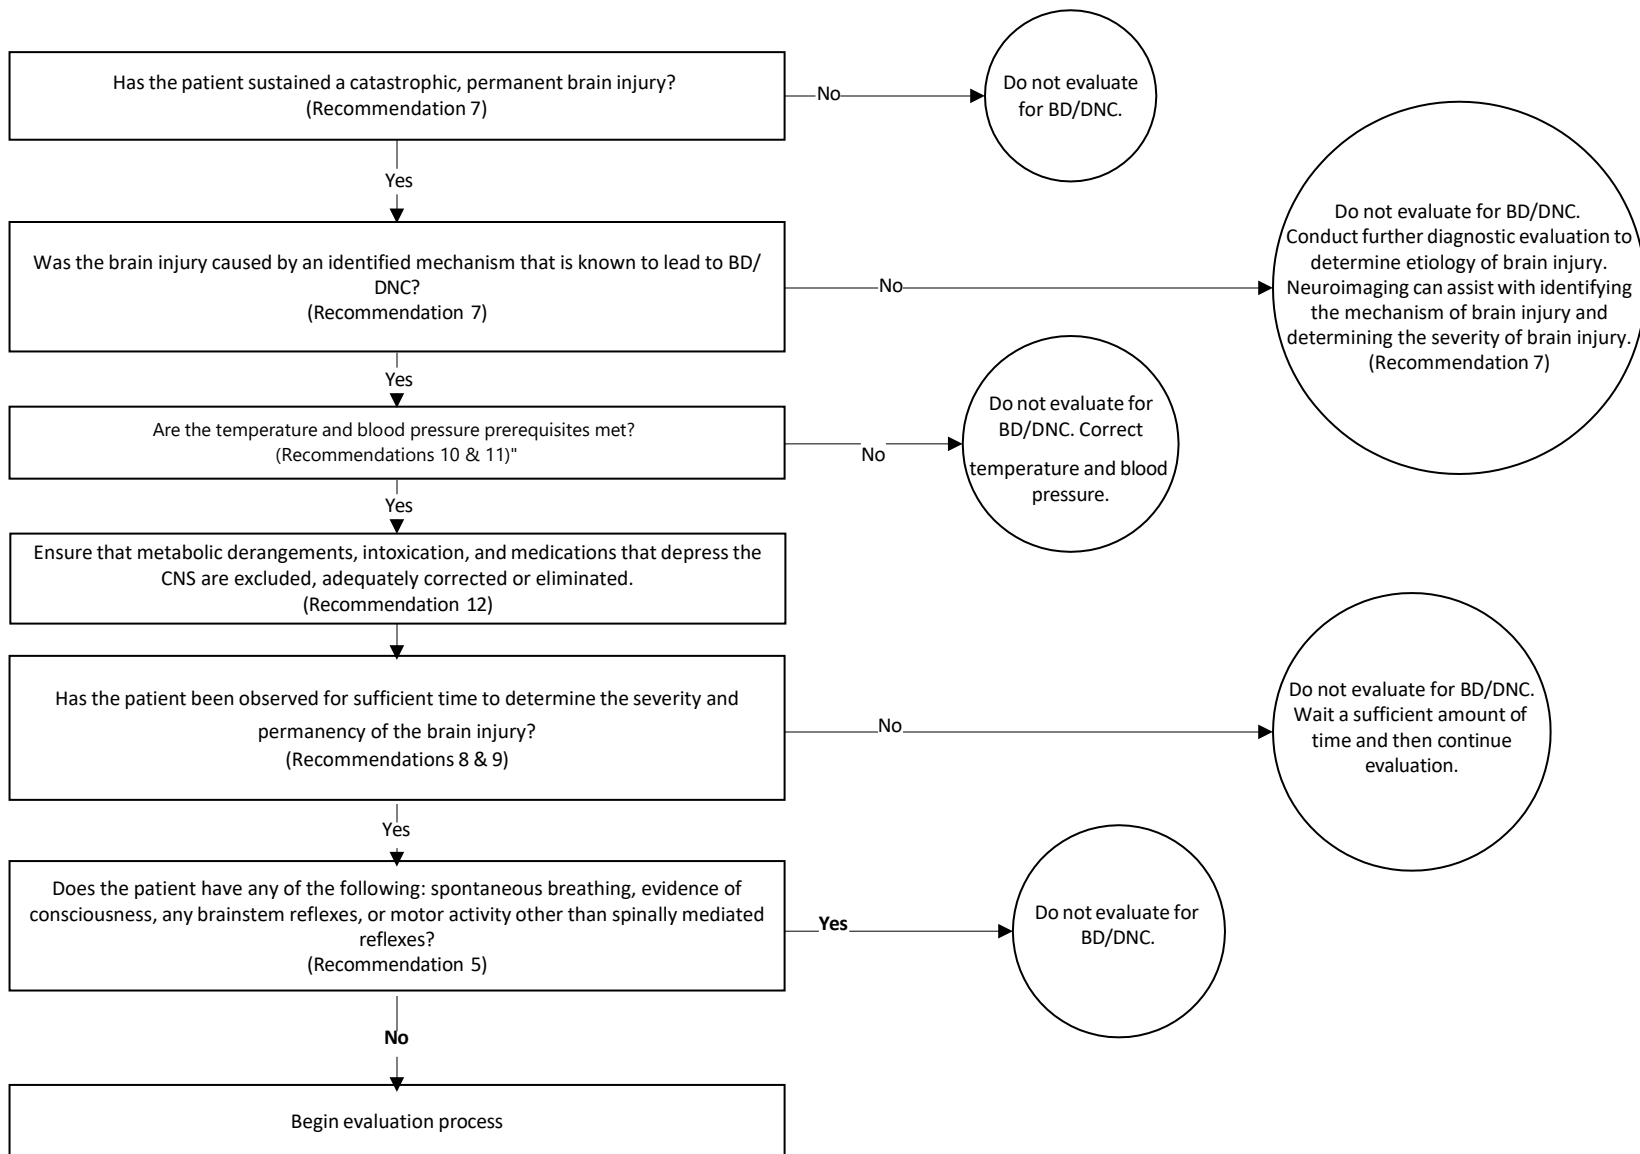 Has the patient sustained a catastrophic, permanent brain injury?
(Recommendation 7)
No
Do not evaluate
for BD/DNC.
Yes
Was the brain injury caused by an identified mechanism that is known to lead to BD/
DNC?
(Recommendation 7)
No
Do not evaluate for BD/DNC.
Conduct further diagnostic evaluation to
determine etiology of brain injury.
Neuroimaging can assist with identifying
the mechanism of brain injury and
determining the severity of brain injury.
(Recommendation 7)
Yes
Are the temperature and blood pressure prerequisites met?
(Recommendations 10 & 11)"
No
Do not evaluate for
BD/DNC. Correct
temperature and blood
pressure.
Yes
Ensure that metabolic derangements, intoxication, and medications that depress the
CNS are excluded, adequately corrected or eliminated.
(Recommendation 12)
Has the patient been observed for sufficient time to determine the severity and
permanency of the brain injury?
(Recommendations 8 & 9)
No
Do not evaluate for BD/DNC.
Wait a sufficient amount of
time and then continue
evaluation.
Yes
Does the patient have any of the following: spontaneous breathing, evidence of
consciousness, any brainstem reflexes, or motor activity other than spinally mediated
reflexes?
(Recommendation 5)
Yes
Do not evaluate for
BD/DNC.
No
Begin evaluation process